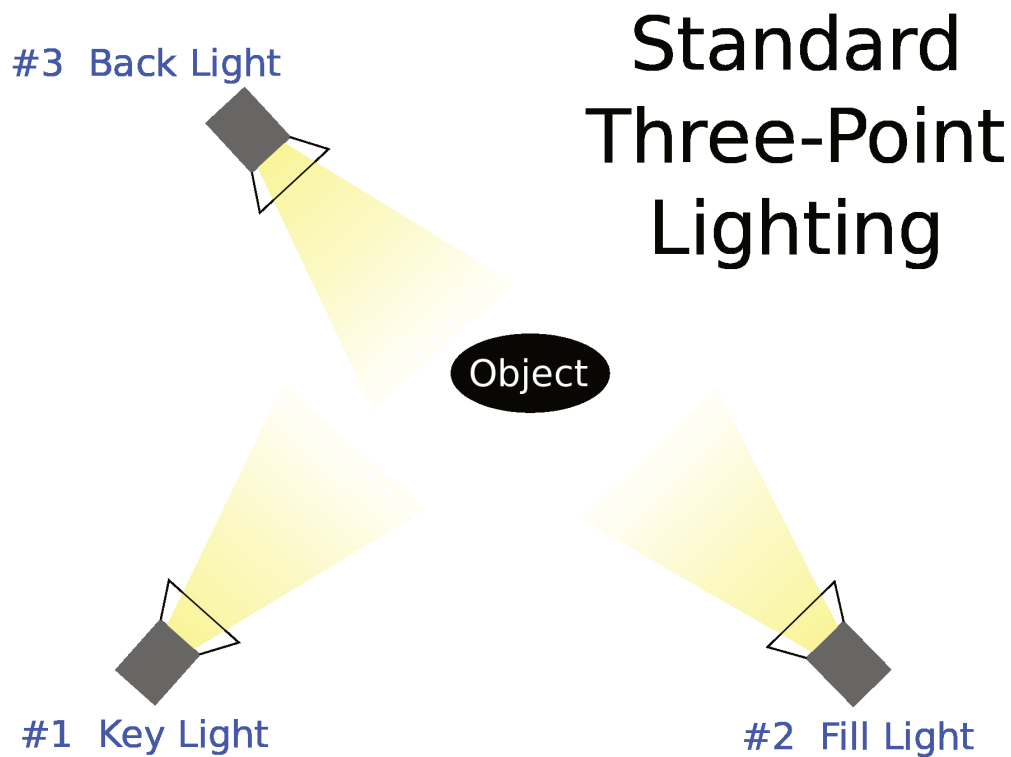 Standard
Three-Point
Lighting
#3 Back Light
Object
#1 Key Light
#2 Fill Light